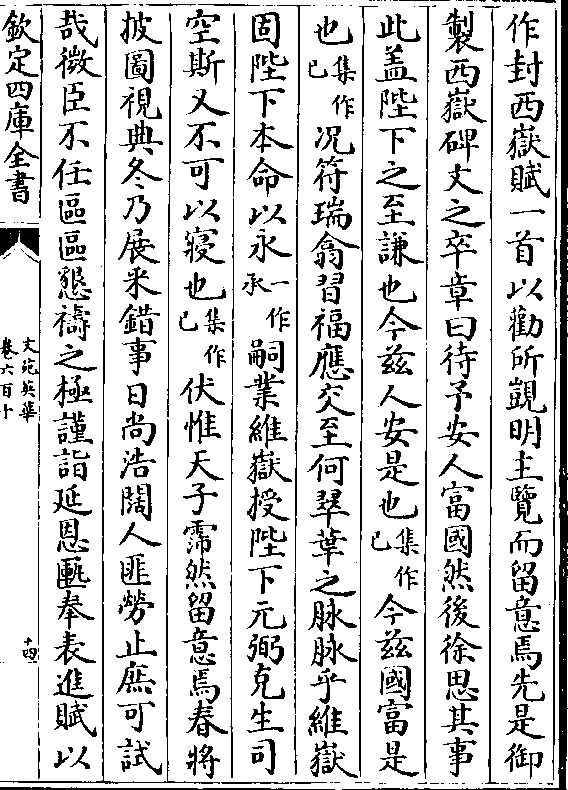 作封西嶽賦一首以勸所覬明主覽而留意焉先是御
製西嶽碑文之卒章曰待予安人富國然後徐思其事
此盖陛下之至謙也今兹人安是也集作已今兹國富是
也集作已况符瑞翕習福應交至何翠華之脉脉乎維嶽
固陛下本命以永一作承嗣業維嶽授陛下元弼克生司
空斯又不可以寢也集作已伏惟天子霈然留意焉春將
披圖視典冬乃展采錯事日尚浩闊人匪勞止庶可試
哉微臣不任區區懇禱之極謹詣延恩匭奉表進賦以
欽定四庫全書
文苑英華
卷六百十
十四